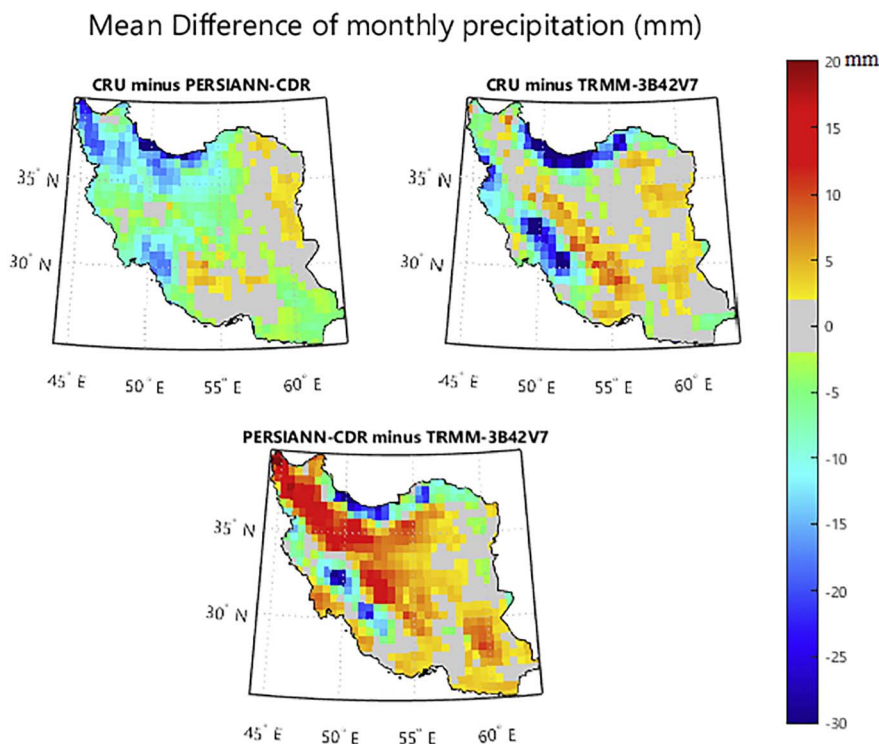 Mean Difference of monthly precipitation (mm)
CRU minus PERSIANN-CDR
35° N
30° N
45° E
50° E
55° E
60° E
CRU minus TRMM-3B42V7
35° N
30° N
45° E
50° E
55° E
60° E
PERSIANN-CDR minus TRMM-3B42V7
35° N
30° N
45° E
50° E
55° E
60° E
20 mm
15
10
5
0
-5
-10
-15
-20
-25
-30